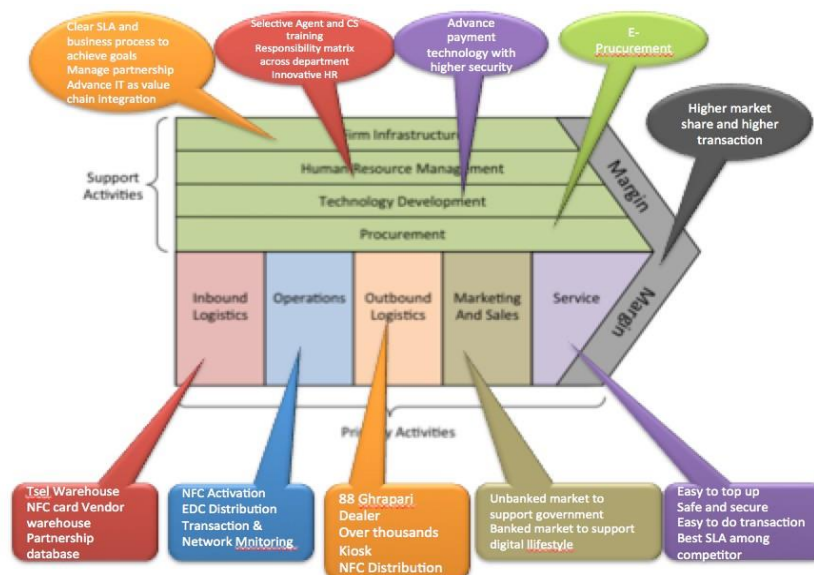 Clear SLA and
business process to
achieve goals
Manage partnership
Advance IT as value
chain integration
Selective Agent and CS
training
Responsibility matrix
across department
Innovative HR
Advance
payment
technology with
higher security
E-
Prucurement
Higher market
share and higher
transaction
Support
Activities
Firm Infrastructure
Human Resource Management
Technology Development
Procurement
Margin
Margin
Inbound
Logistics
Operations
Outbound
Logistics
Marketing
And Sales
Service
Primary Activities
Tsel Warehouse
NFC card Vendor
warehouse
Partnership
database
NFC Activation
EDC Distribution
Transaction &
Network Mnitoring
88 Ghrapari
Dealer
Over thousands
Kiosk
NFC Distribution
Unbanked market to
support government
Banked market to support
digital llifestyle
Easy to top up
Safe and secure
Easy to do transaction
Best SLA among
competitor